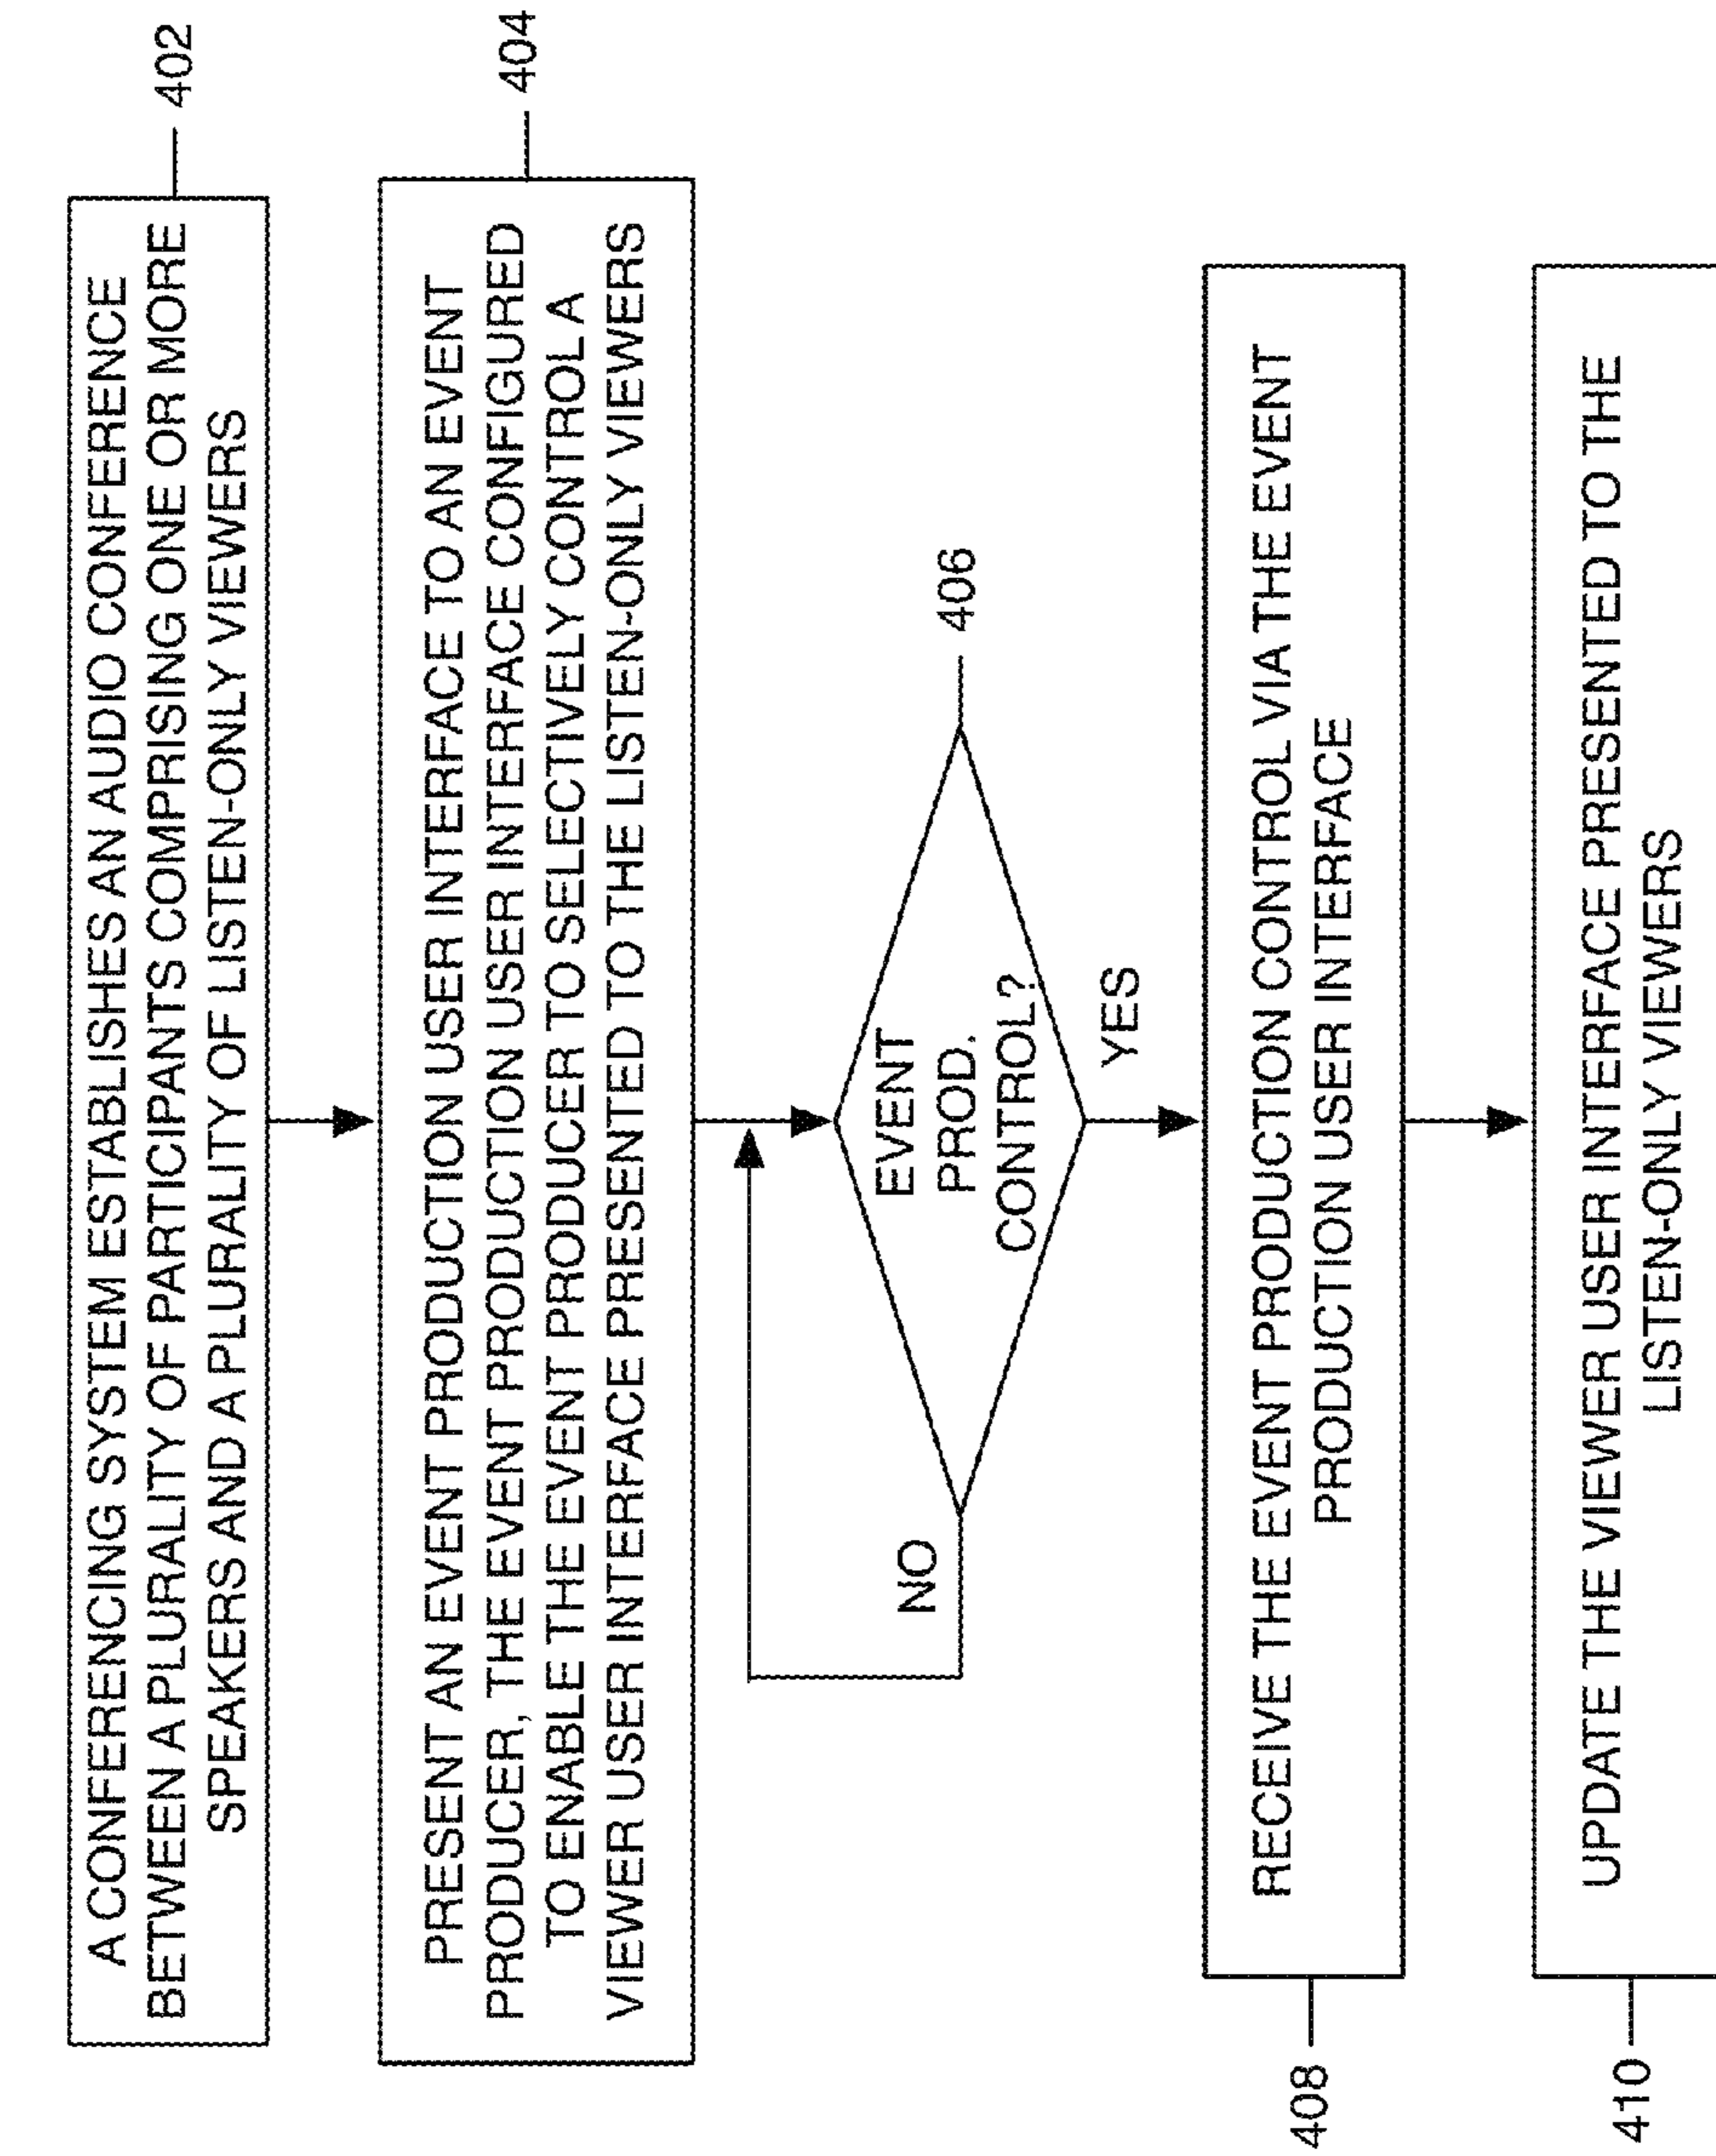 A CONFERENCING SYSTEM ESTABLISHES AN AUDIO CONFERENCE
BETWEEN A PLURALITY OF PARTICIPANTS COMPRISING ONE OR MORE
SPEAKERS AND A PLURALITY OF LISTEN-ONLY VIEWERS
402
PRESENT AN EVENT PRODUCTION USER INTERFACE TO AN EVENT
PRODUCER, THE EVENT PRODUCTION USER INTERFACE CONFIGURED
TO ENABLE THE EVENT PRODUCER TO SELECTIVELY CONTROL A
VIEWER USER INTERFACE PRESENTED TO THE LISTEN-ONLY VIEWERS
404
EVENT
PROD.
CONTROL?
406
NO
YES
408
RECEIVE THE EVENT PRODUCTION CONTROL VIA THE EVENT
PRODUCTION USER INTERFACE
410
UPDATE THE VIEWER USER INTERFACE PRESENTED TO THE
LISTEN-ONLY VIEWERS